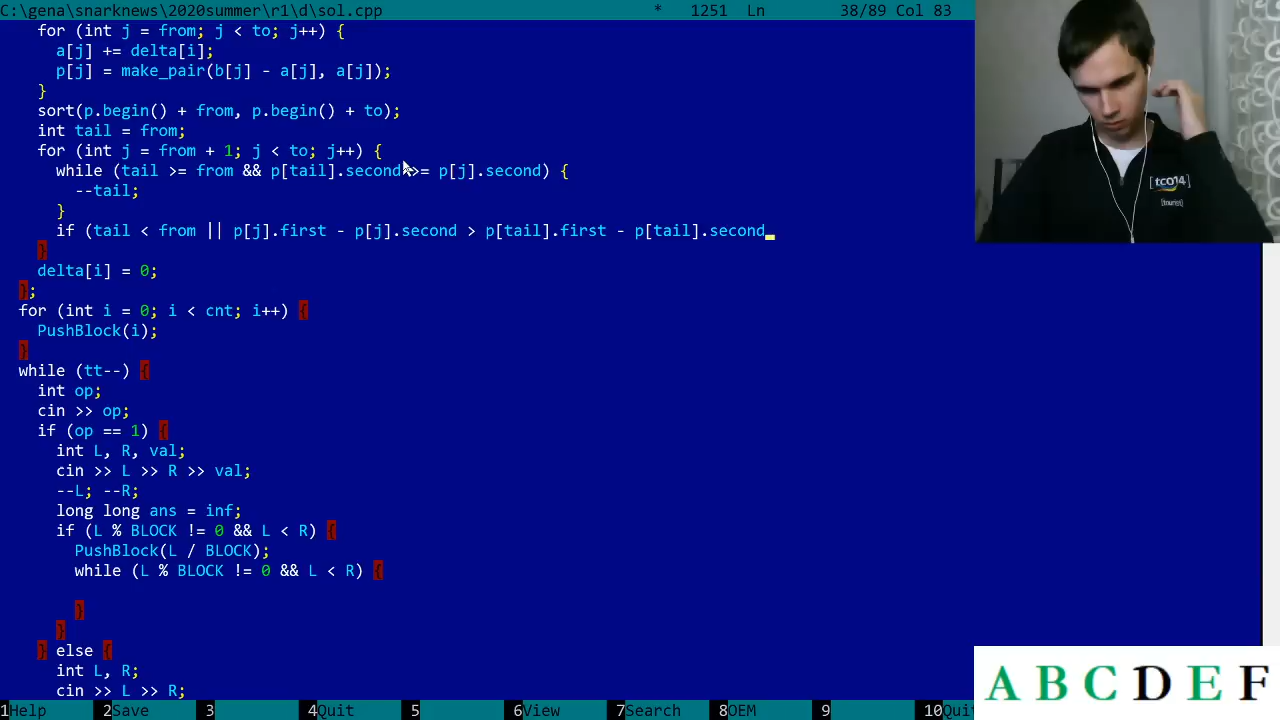 C:\gena\snarknews\2020summer\r1\d\sol.cpp * 1251 Ln 38/89 Col 83
for (int j = from; j < to; j++) {
a[j] += delta[i];
p[j] = make_pair(b[j] - a[j], a[j]);
}
sort(p.begin() + from, p.begin() + to);
int tail = from;
for (int j = from + 1; j < to; j++) {
while (tail >= from && p[tail].second >= p[j].second) {
--tail;
}
if (tail < from || p[j].first - p[j].second > p[tail].first - p[tail].second
}
delta[i] = 0;
};
for (int i = 0; i < cnt; i++) {
PushBlock(i);
}
while (tt--) {
int op;
cin >> op;
if (op == 1) {
int L, R, val;
cin >> L >> R >> val;
--L; --R;
long long ans = inf;
if (L % BLOCK != 0 && L < R) {
PushBlock(L / BLOCK);
while (L % BLOCK != 0 && L < R) {
}
}
} else {
int L, R;
cin >> L >> R;
1Help 2Save 3 4Quit 5 6View 7Search 8OEM 9 10Qui
[tco14]
[tourist]
A B C D E F